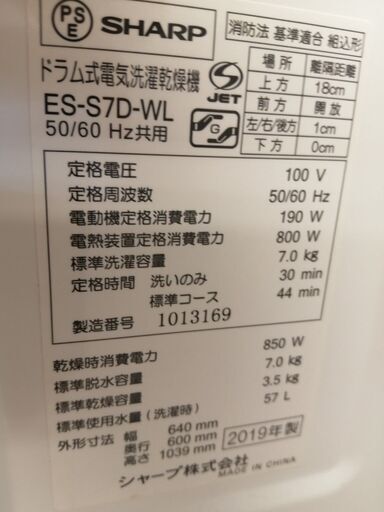 PSE SHARP
消防法 基準適合 組込形
場所 離隔距離
上方 18cm
前方 開放
左/右/後方 1cm
下方 0cm
ドラム式電気洗濯乾燥機
S JET
ES-S7D-WL
50/60 Hz共用
G
定格電圧 100 V
定格周波数 50/60 Hz
電動機定格消費電力 190 W
電熱装置定格消費電力 800 W
標準洗濯容量 7.0 kg
定格時間 洗いのみ 30 min
標準コース 44 min
製造番号 1013169
乾燥時消費電力 850 W
標準脱水容量 7.0 kg
標準乾燥容量 3.5 kg
標準使用水量(洗濯時) 57 L
外形寸法 幅 640 mm
奥行 600 mm
高さ 1039 mm
2019年製
シャープ株式会社
MADE IN CHINA